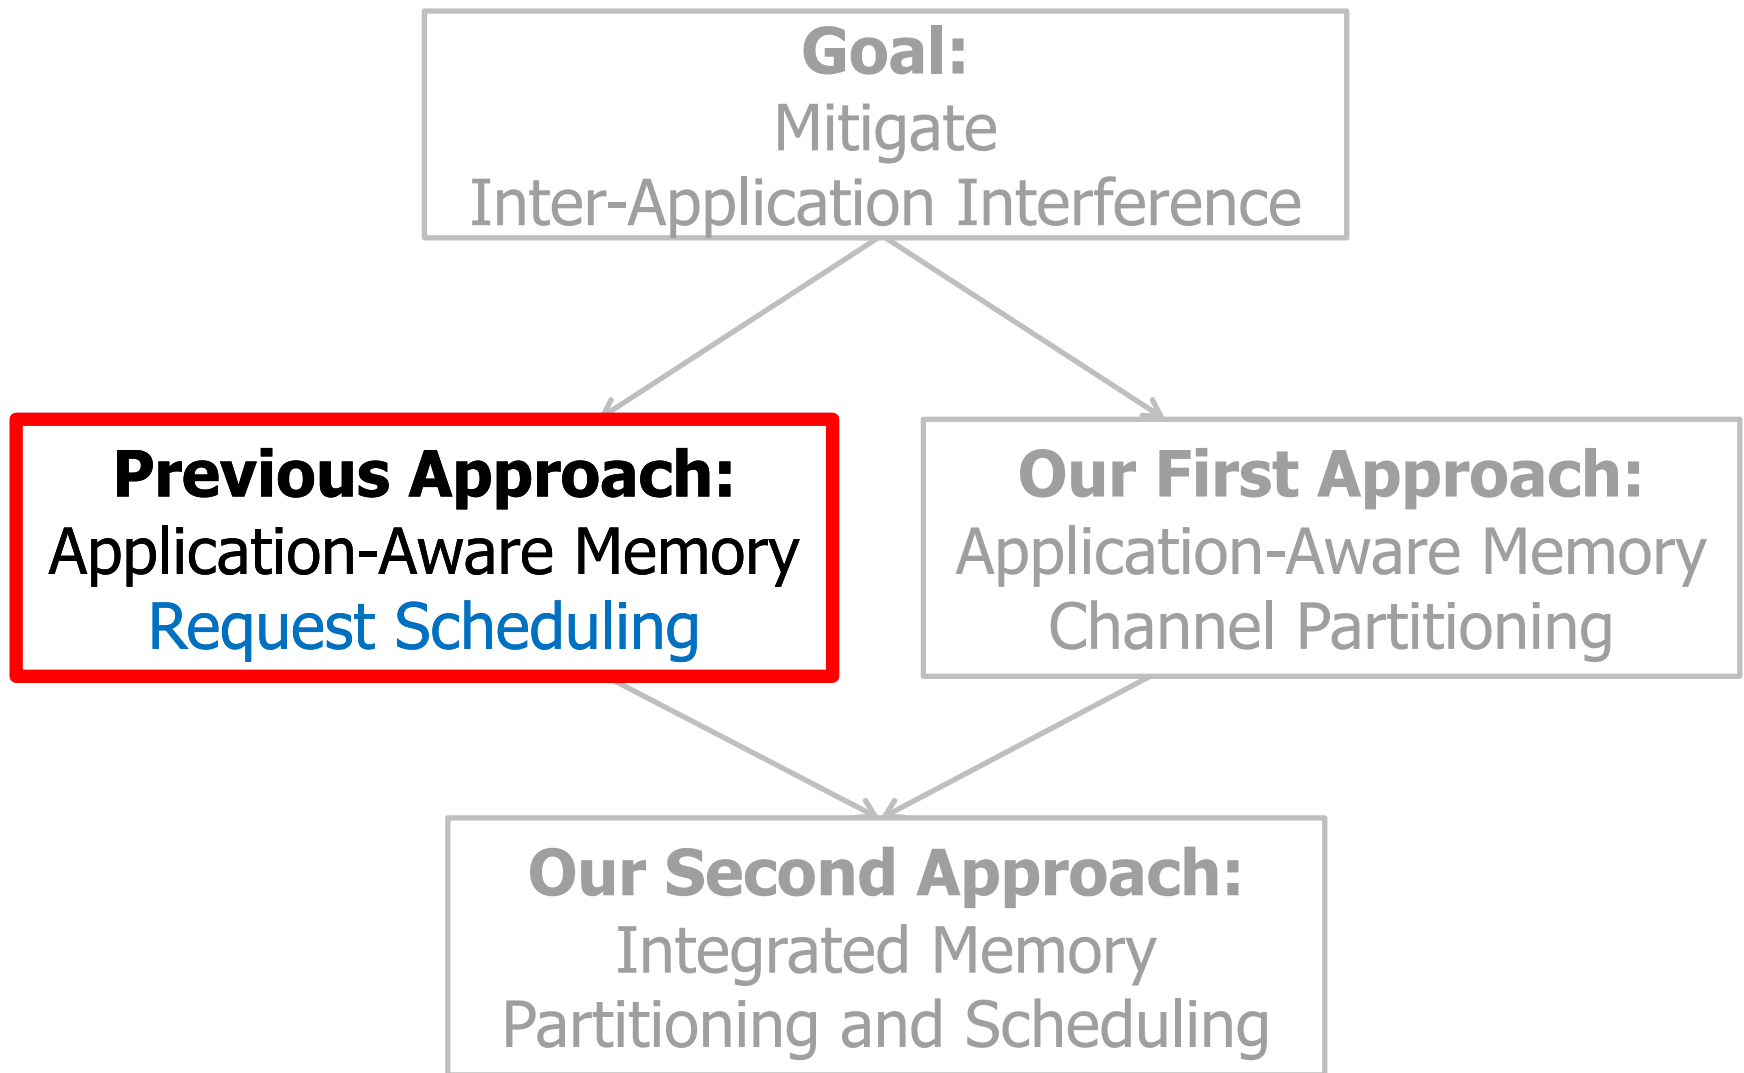 Goal:
Mitigate
Inter-Application Interference
Previous Approach:
Application-Aware Memory
Request Scheduling
Our First Approach:
Application-Aware Memory
Channel Partitioning
Our Second Approach:
Integrated Memory
Partitioning and Scheduling